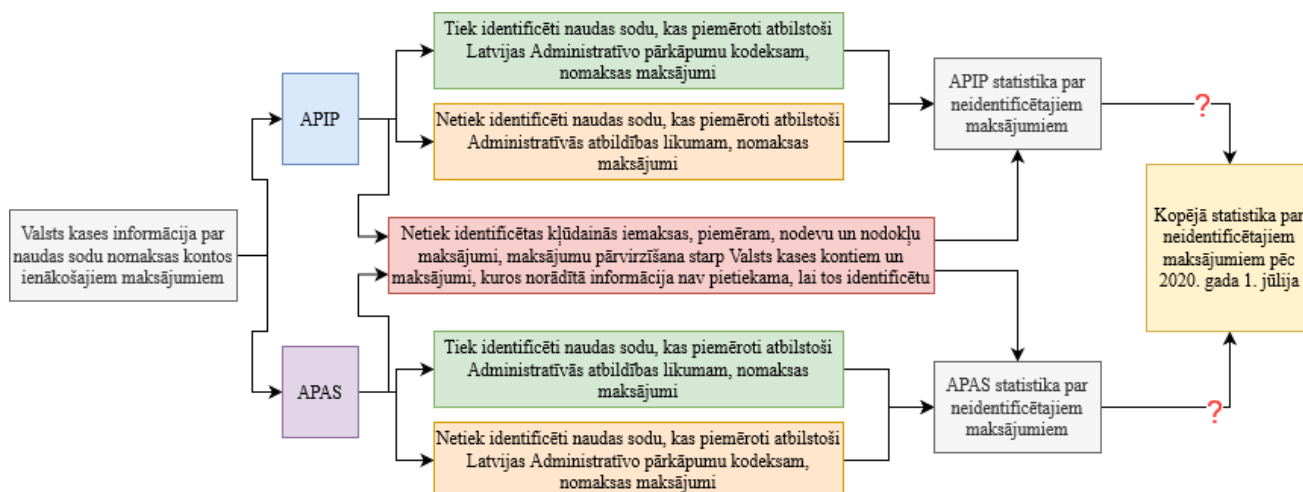 Tiek identificēti naudas sodu, kas piemēroti atbilstoši
Latvijas Administratīvo pārkāpumu kodeksam,
nomaksas maksājumi
APIP
Netiek identificēti naudas sodu, kas piemēroti atbilstoši
Administratīvās atbildības likumam, nomaksas
maksājumi
APIP statistika par
neidentificētajiem
maksājumiem
?
Valsts kases informācija par
naudas sodu nomaksas kontos
ienākošajiem maksājumiem
Netiek identificētas kļūdainās iemaksas, piemēram, nodevu un nodokļu
maksājumi, maksājumu pārvirzīšana starp Valsts kases kontiem un
maksājumi, kuros norādītā informācija nav pietiekama, lai tos identificētu
Kopējā statistika par
neidentificētajiem
maksājumiem pēc
2020. gada 1. jūlija
Tiek identificēti naudas sodu, kas piemēroti atbilstoši
Administratīvās atbildības likumam, nomaksas
maksājumi
APAS
Netiek identificēti naudas sodu, kas piemēroti atbilstoši
Latvijas Administratīvo pārkāpumu kodeksam,
nomaksas maksājumi
APAS statistika par
neidentificētajiem
maksājumiem
?